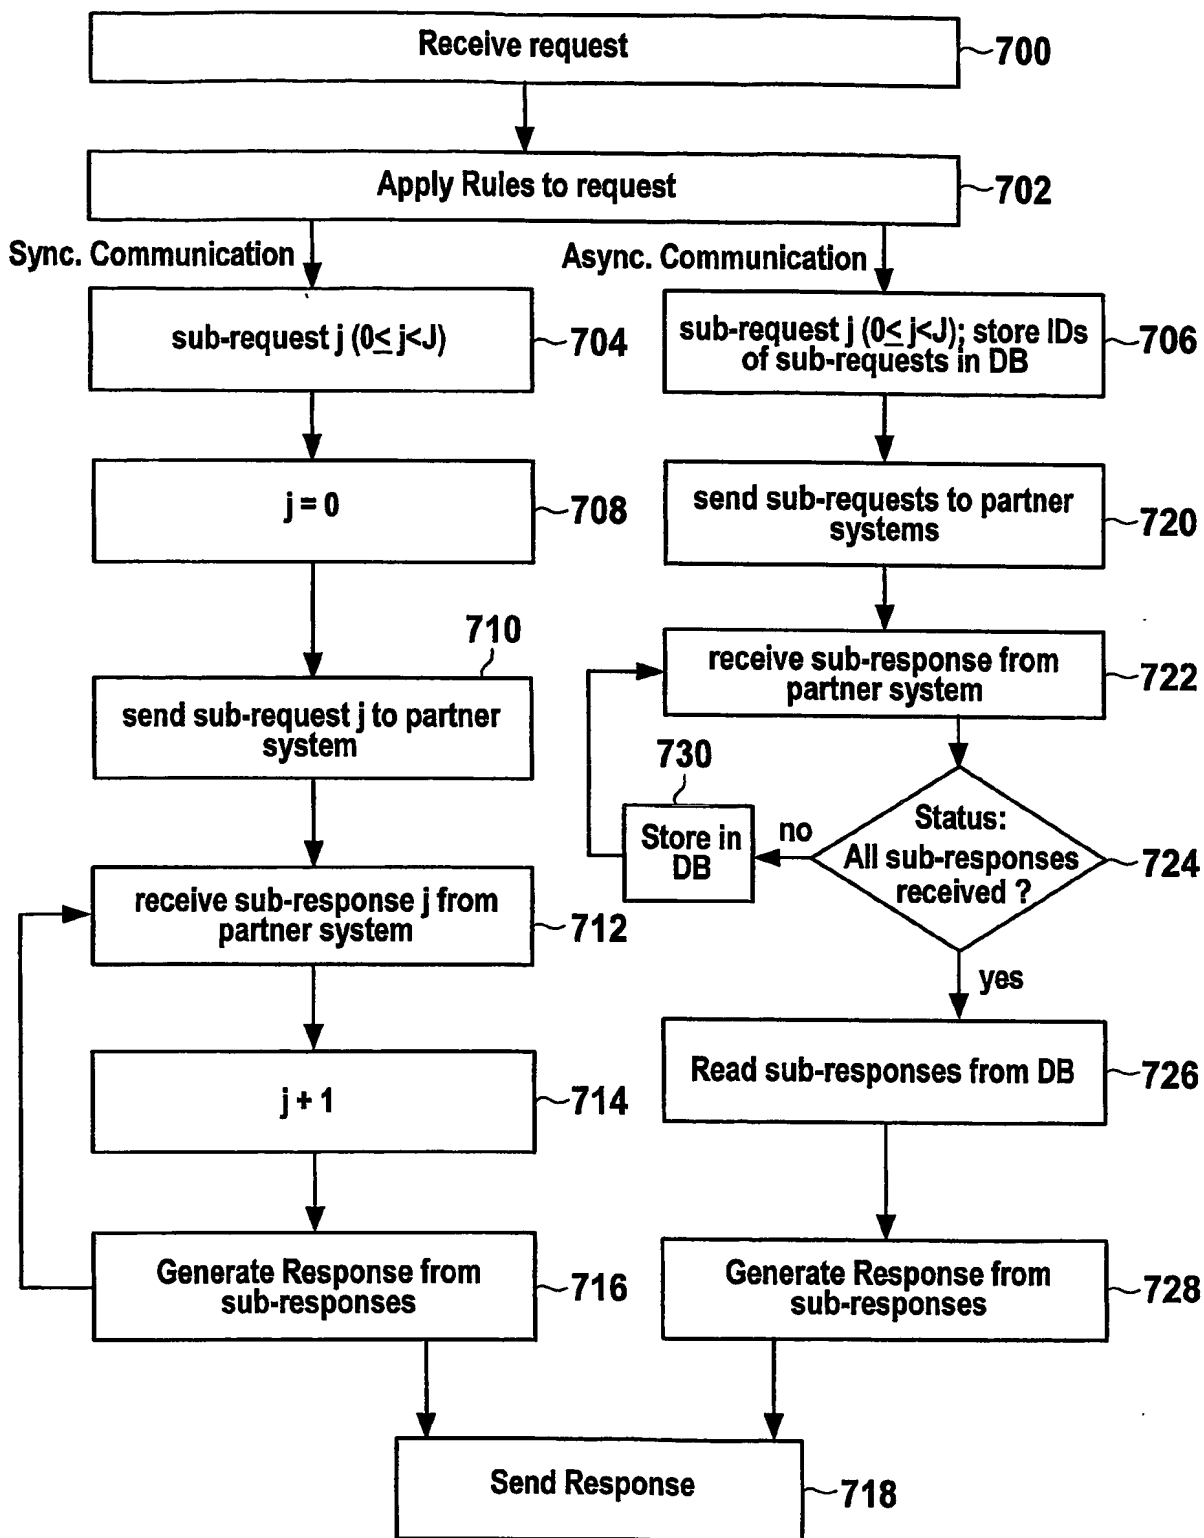 Receive request
700
Apply Rules to request
702
Sync. Communication
Async. Communication
sub-request j (0≤ j<J)
704
sub-request j (0≤ j<J); store IDs
of sub-requests in DB
706
j = 0
708
send sub-requests to partner
systems
720
710
send sub-request j to partner
system
receive sub-response from
partner system
722
730
Store in
DB
no
Status:
All sub-responses
received ?
724
yes
receive sub-response j from
partner system
712
j + 1
714
Read sub-responses from DB
726
Generate Response from
sub-responses
716
Generate Response from
sub-responses
728
Send Response
718